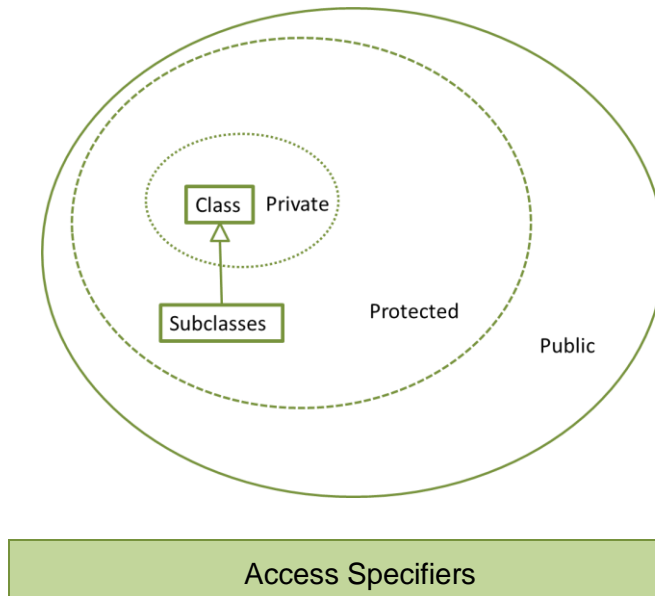 Class
Private
Subclasses
Protected
Public
Access Specifiers